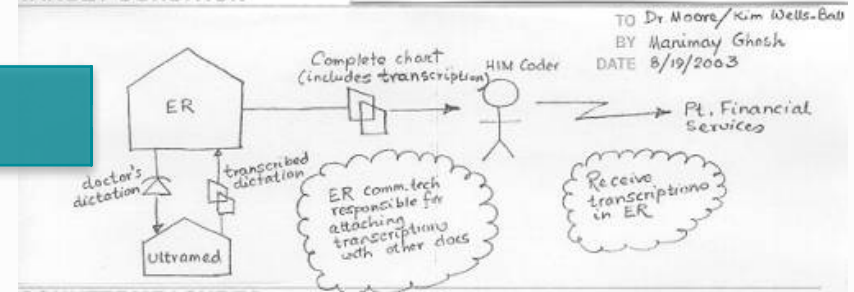 TO Dr. Moore/Kim Wells-Ball
BY Manimay Ghosh
DATE 8/19/2003
Complete chart
(includes transcription)
HIM Coder
ER
Pt. Financial
Services
doctor's
dictation
transcribed
dictation
Ultramed
ER comm.tech
responsible for
attaching
transcriptions
with other docs
Receive
transcriptions
in ER